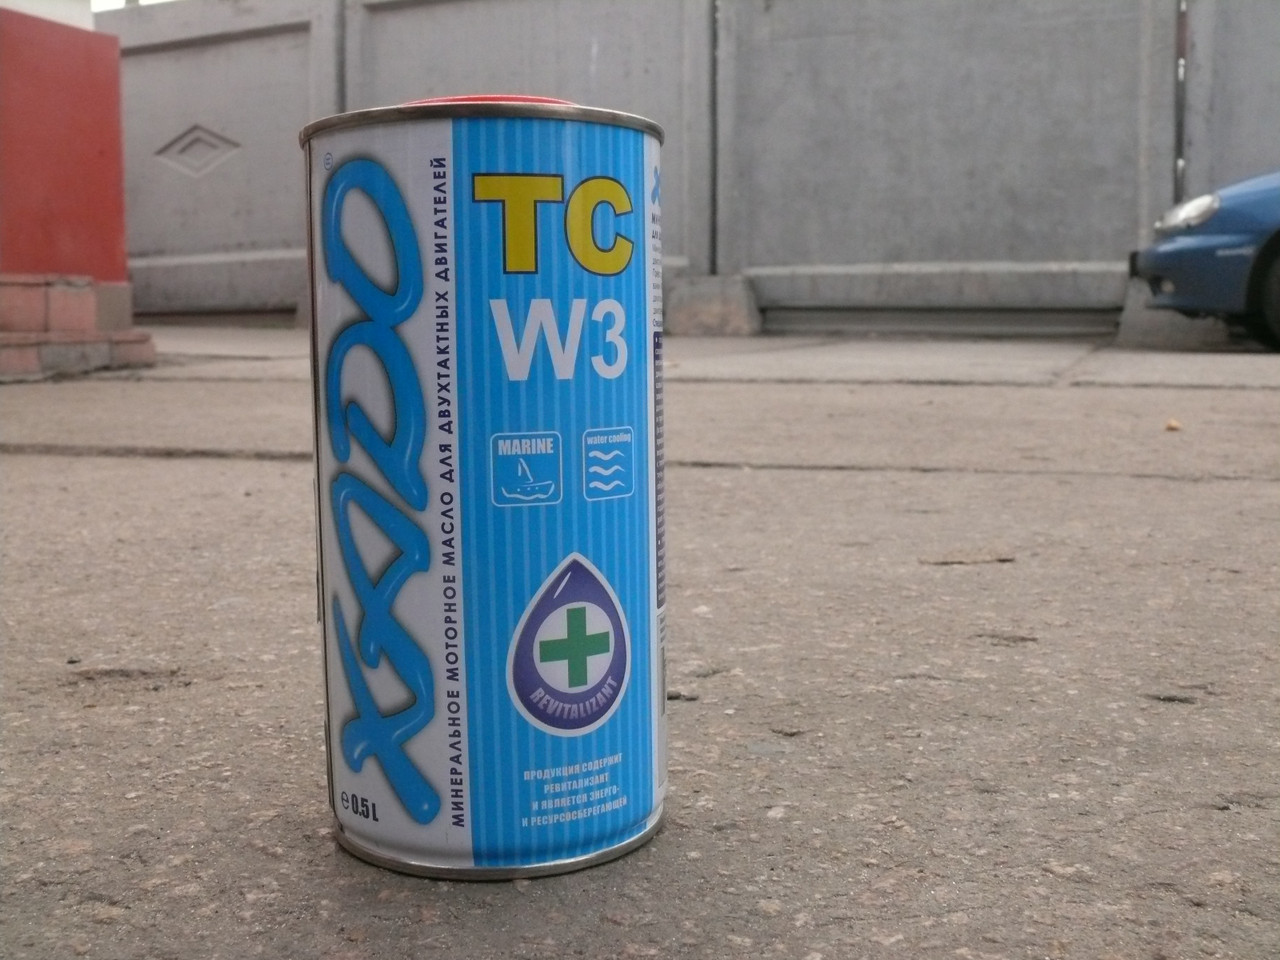 XADO
®
МИНЕРАЛЬНОЕ МОТОРНОЕ МАСЛО ДЛЯ ДВУХТАКТНЫХ ДВИГАТЕЛЕЙ
℮ 0.5L
TC
W3
MARINE
water cooling
REVITALIZANT
ПРОДУКЦИЯ СОДЕРЖИТ
РЕВИТАЛИЗАНТ
И ЯВЛЯЕТСЯ ЭНЕРГО-
И РЕСУРСОСБЕРЕГАЮЩЕЙ